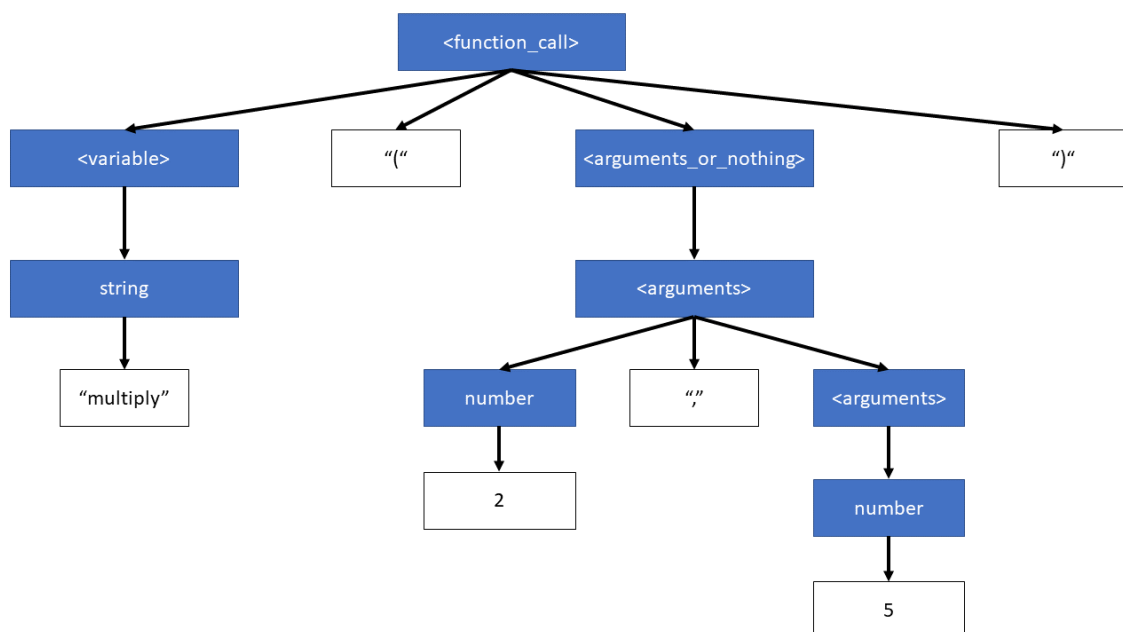 <function_call>
<variable>
“(“
<arguments_or_nothing>
“)“
string
<arguments>
“multiply”
number
“,”
<arguments>
2
number
5